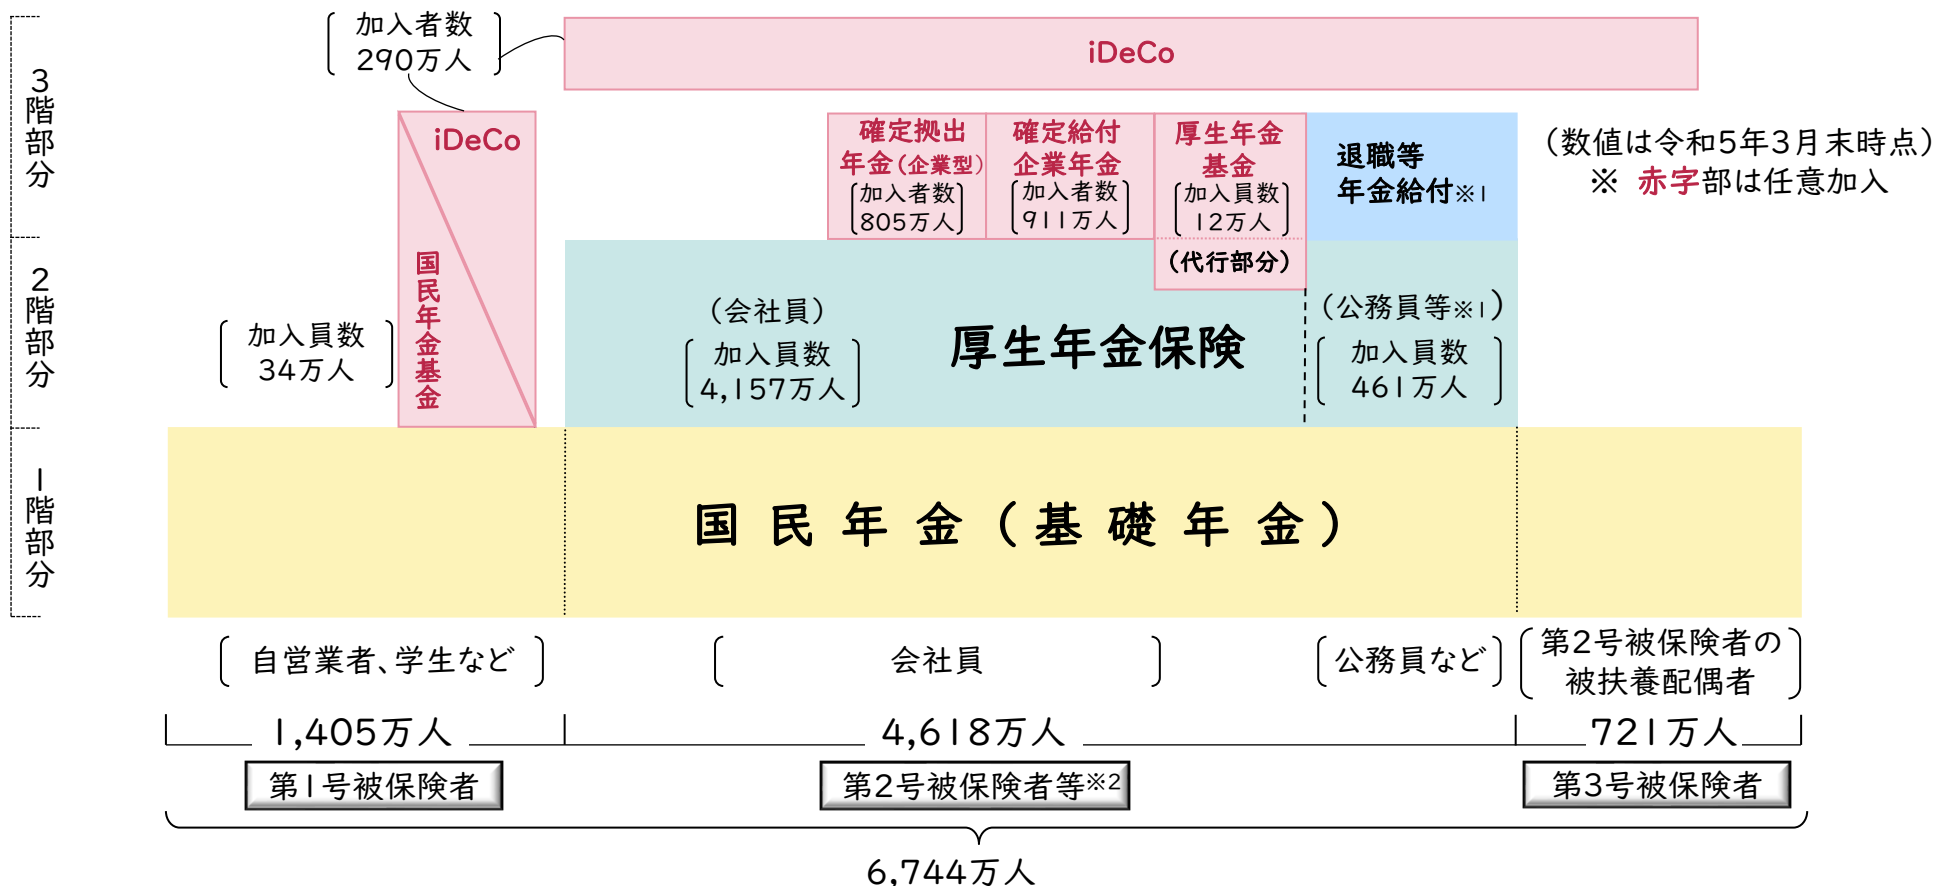 3階部分
2階部分
1階部分
加入者数
290万人
iDeCo
iDeCo
国民年金基金
加入員数
34万人
確定拠出
年金(企業型)
加入者数
805万人
確定給付
企業年金
加入者数
911万人
厚生年金
基金
加入員数
12万人
(代行部分)
退職等
年金給付※1
(数値は令和5年3月末時点)
※ 赤字部は任意加入
(会社員)
加入員数
4,157万人
厚生年金保険
(公務員等※1)
加入員数
461万人
国民年金(基礎年金)
自営業者、学生など
会社員
公務員など
第2号被保険者の
被扶養配偶者
1,405万人
4,618万人
721万人
第1号被保険者
第2号被保険者等※2
第3号被保険者
6,744万人